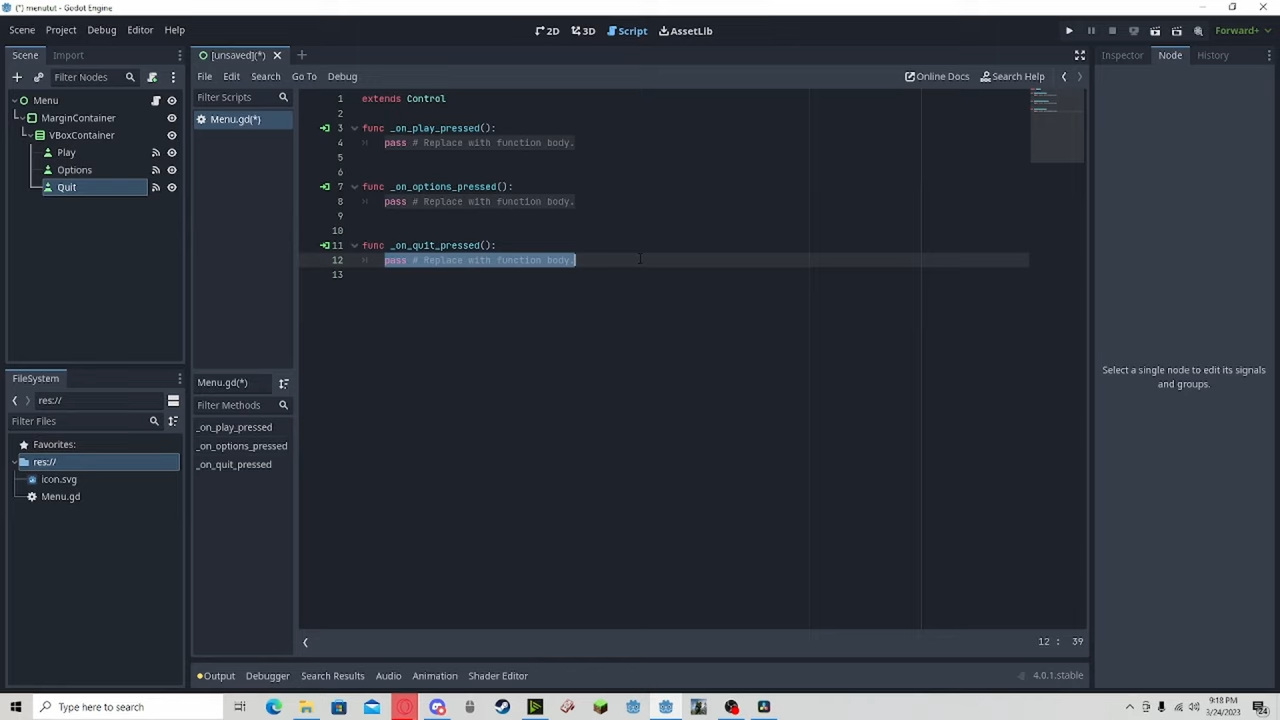 (*) menutut - Godot Engine
Scene Project Debug Editor Help
2D 3D Script AssetLib
Forward+
Scene Import
Filter Nodes
Menu
MarginContainer
VBoxContainer
Play
Options
Quit
FileSystem
res://
Filter Files
Favorites:
res://
icon.svg
Menu.gd
[unsaved](*)
File Edit Search Go To Debug
Online Docs Search Help
Filter Scripts
Menu.gd(*)
Menu.gd(*)
Filter Methods
_on_play_pressed
_on_options_pressed
_on_quit_pressed
1 extends Control
2
3 func _on_play_pressed():
4 pass # Replace with function body.
5
6
7 func _on_options_pressed():
8 pass # Replace with function body.
9
10
11 func _on_quit_pressed():
12 pass # Replace with function body.
13
12 : 39
Output Debugger Search Results Audio Animation Shader Editor
4.0.1.stable
Inspector Node History
Select a single node to edit its signals
and groups.
Type here to search
9:18 PM
3/24/2023
24